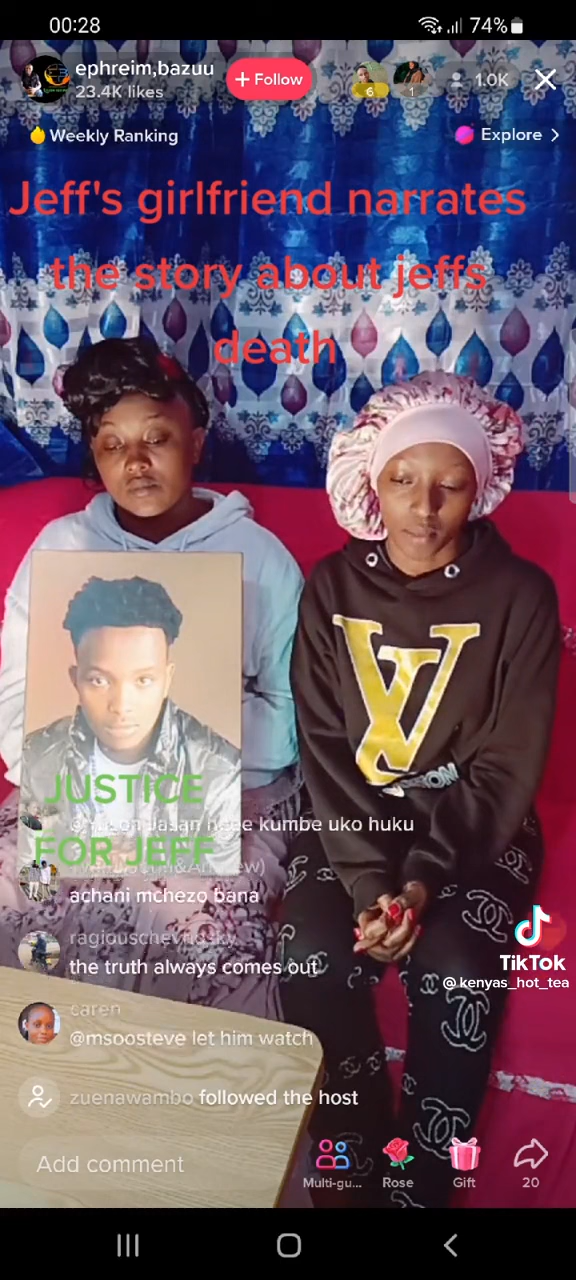 00:28
74%
ephreim,bazuu
23.4K likes
+ Follow
6
1
1.0K
Weekly Ranking
Explore >
Jeff's girlfriend narrates
the story about jeffs
death
JUSTICE
FOR JEFF
kumbe uko huku
achani mchezo bana
ragiouschevnosky
the truth always comes out
caren
@msoosteve let him watch
zuenawambo followed the host
Add comment
Multi-gu...
Rose
Gift
20
TikTok
@kenyas_hot_tea